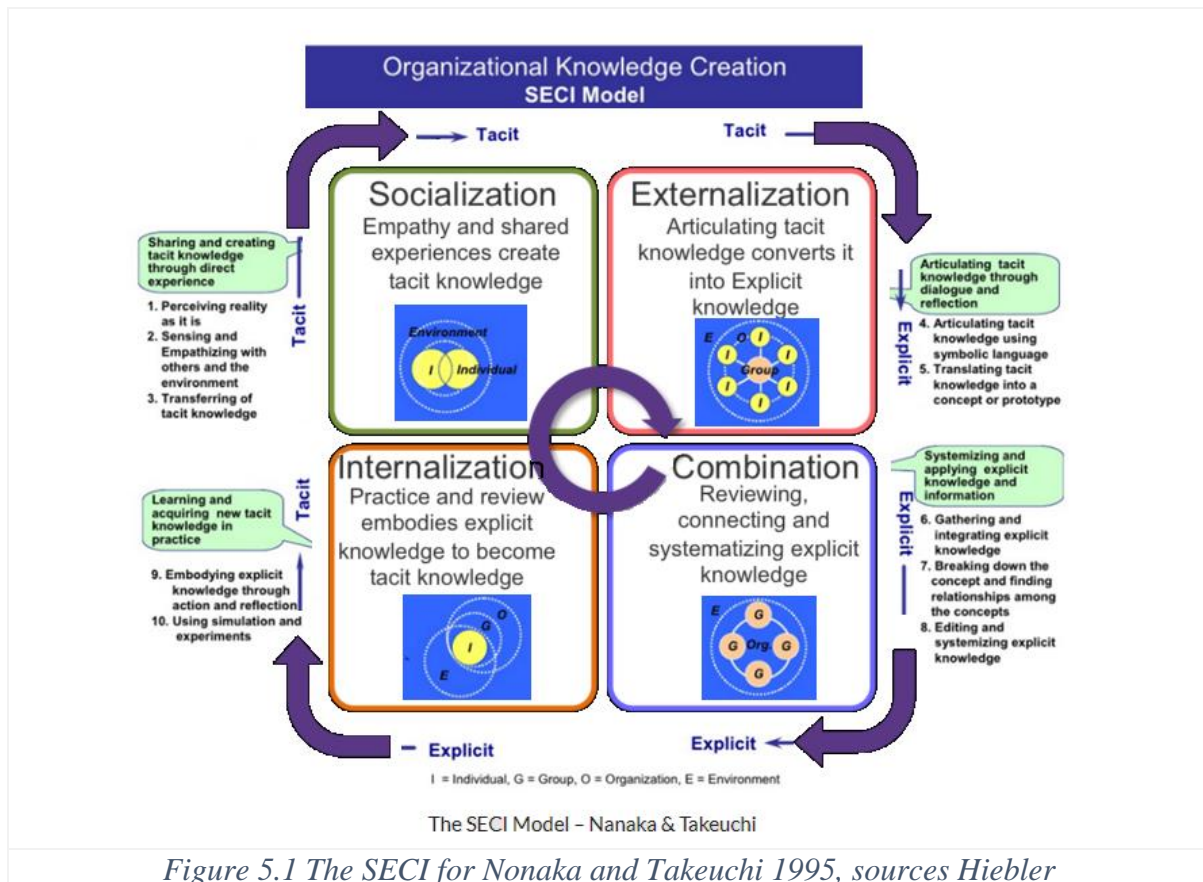 Organizational Knowledge Creation
SECI Model
Tacit
Tacit
Socialization
Empathy and shared
experiences create
tacit knowledge
Environment
I
Individual
Externalization
Articulating tacit
knowledge converts it
into Explicit
knowledge
E
O
I
I
I
Group
I
I
I
Sharing and creating
tacit knowledge
through direct
experience
1. Perceiving reality
as it is
2. Sensing and
Empathizing with
others and the
environment
3. Transferring of
tacit knowledge
Tacit
Articulating tacit
knowledge through
dialogue and
reflection
4. Articulating tacit
knowledge using
symbolic language
5. Translating tacit
knowledge into a
concept or prototype
Explicit
Internalization
Practice and review
embodies explicit
knowledge to become
tacit knowledge
O
G
I
E
Combination
Reviewing,
connecting and
systematizing explicit
knowledge
E
G
G
Org.
G
G
Learning and
acquiring new tacit
knowledge in
practice
9. Embodying explicit
knowledge through
action and reflection
10. Using simulation and
experiments
Tacit
Systemizing and
applying explicit
knowledge and
information
6. Gathering and
integrating explicit
knowledge
7. Breaking down the
concept and finding
relationships among
the concepts
8. Editing and
systemizing explicit
knowledge
Explicit
Explicit
Explicit
I = Individual, G = Group, O = Organization, E = Environment
The SECI Model – Nanaka & Takeuchi
Figure 5.1 The SECI for Nonaka and Takeuchi 1995, sources Hiebler